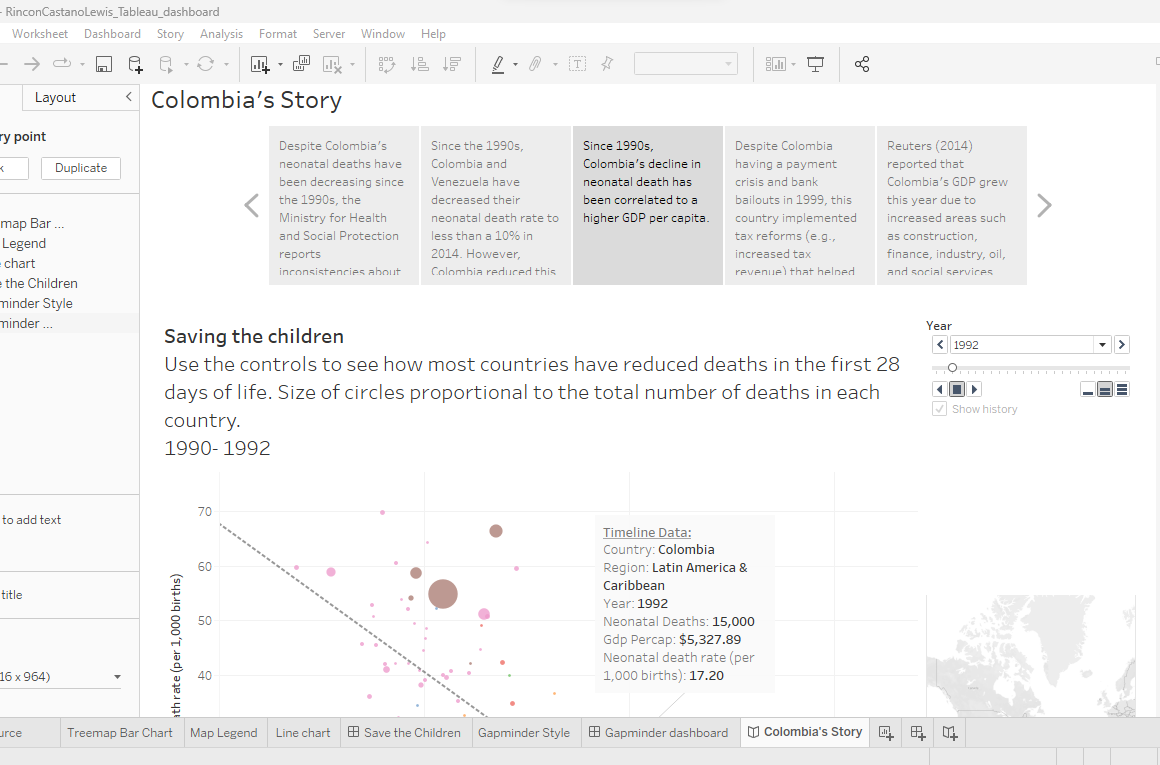 - RinconCastanoLewis_Tableau_dashboard
Worksheet Dashboard Story Analysis Format Server Window Help
Layout
Colombia's Story
ry point
k Duplicate
Despite Colombia's
neonatal deaths have
been decreasing since
the 1990s, the
Ministry for Health
and Social Protection
reports
inconsistencies about
Since the 1990s,
Colombia and
Venezuela have
decreased their
neonatal death rate to
less than a 10% in
2014. However,
Colombia reduced this
Since 1990s,
Colombia's decline in
neonatal death has
been correlated to a
higher GDP per capita.
Despite Colombia
having a payment
crisis and bank
bailouts in 1999, this
country implemented
tax reforms (e.g.,
increased tax
revenue) that helped
Reuters (2014)
reported that
Colombia's GDP grew
this year due to
increased areas such
as construction,
finance, industry, oil,
and social services
map Bar ...
Legend
chart
e the Children
minder Style
minder ...
to add text
title
16 x 964)
Saving the children
Use the controls to see how most countries have reduced deaths in the first 28
days of life. Size of circles proportional to the total number of deaths in each
country.
1990- 1992
Year
1992
Show history
70
60
50
40
ath rate (per 1,000 births)
Timeline Data:
Country: Colombia
Region: Latin America &
Caribbean
Year: 1992
Neonatal Deaths: 15,000
Gdp Percap: $5,327.89
Neonatal death rate (per
1,000 births): 17.20
urce Treemap Bar Chart Map Legend Line chart Save the Children Gapminder Style Gapminder dashboard Colombia's Story